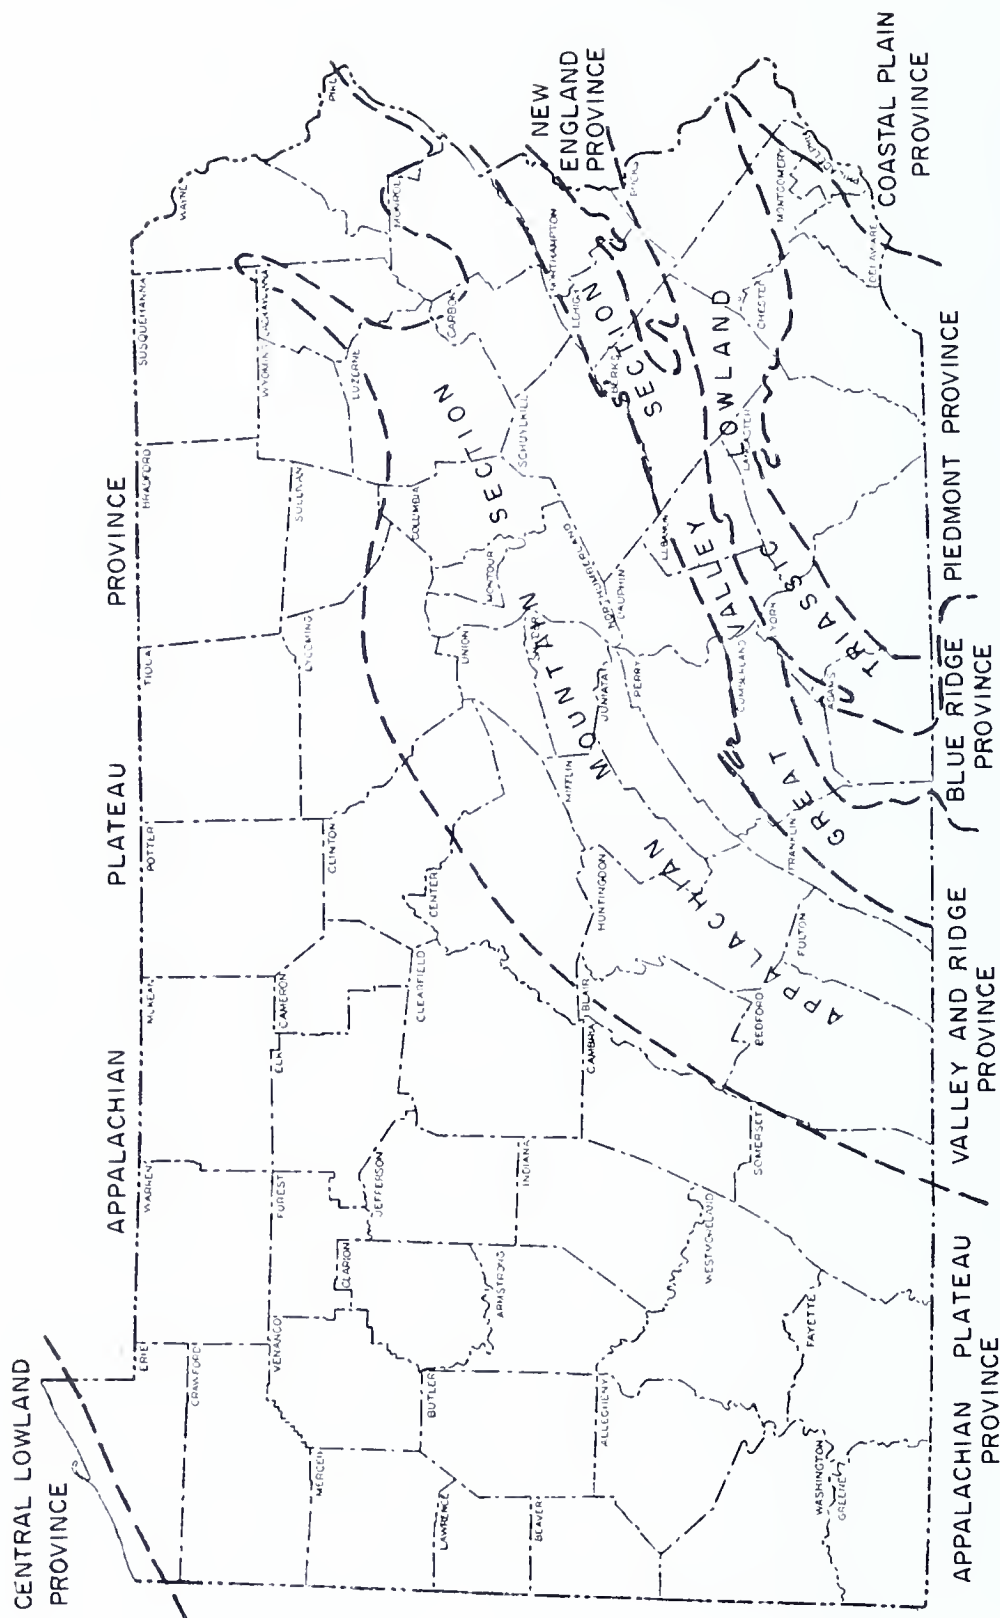 CENTRAL LOWLAND
PROVINCE
APPALACHIAN PLATEAU PROVINCE
NEW
ENGLAND
PROVINCE
COASTAL PLAIN
PROVINCE
ERIE
CRAWFORD
WARREN
MCKEAN
POTTER
TIOGA
BRADFORD
SUSQUEHANNA
WAYNE
PIKE
MERCER
VENANGO
FOREST
ELK
CAMERON
CLINTON
LYCOMING
SULLIVAN
WYOMING
LACKAWANNA
LUZERNE
MONROE
CARBON
LAWRENCE
BUTLER
CLARION
JEFFERSON
CLEARFIELD
CENTER
UNION
MONTOUR
COLUMBIA
SCHUYLKILL
NORTHAMPTON
LEHIGH
BEAVER
ALLEGHENY
ARMSTRONG
INDIANA
CAMBRIA
BLAIR
HUNTINGDON
MIFFLIN
JUNIATA
PERRY
NORTHUMBERLAND
DAUPHIN
LEBANON
BERKS
BUCKS
MONTGOMERY
WASHINGTON
GREENE
FAYETTE
WESTMORELAND
SOMERSET
BEDFORD
FULTON
FRANKLIN
CUMBERLAND
ADAMS
YORK
LANCASTER
CHESTER
DELAWARE
APPALACHIAN MOUNTAIN SECTION
GREAT VALLEY SECTION
TRIASSIC LOWLAND SECTION
APPALACHIAN PLATEAU
PROVINCE
VALLEY AND RIDGE
PROVINCE
BLUE RIDGE
PROVINCE
PIEDMONT PROVINCE